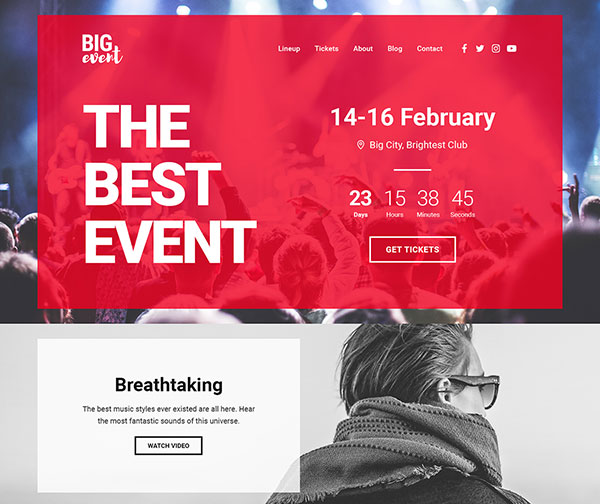 BIG
event
Lineup Tickets About Blog Contact
THE
BEST
EVENT
14-16 February
Big City, Brightest Club
23 15 38 45
Days Hours Minutes Seconds
GET TICKETS
Breathtaking
The best music styles ever existed are all here. Hear
the most fantastic sounds of this universe.
WATCH VIDEO